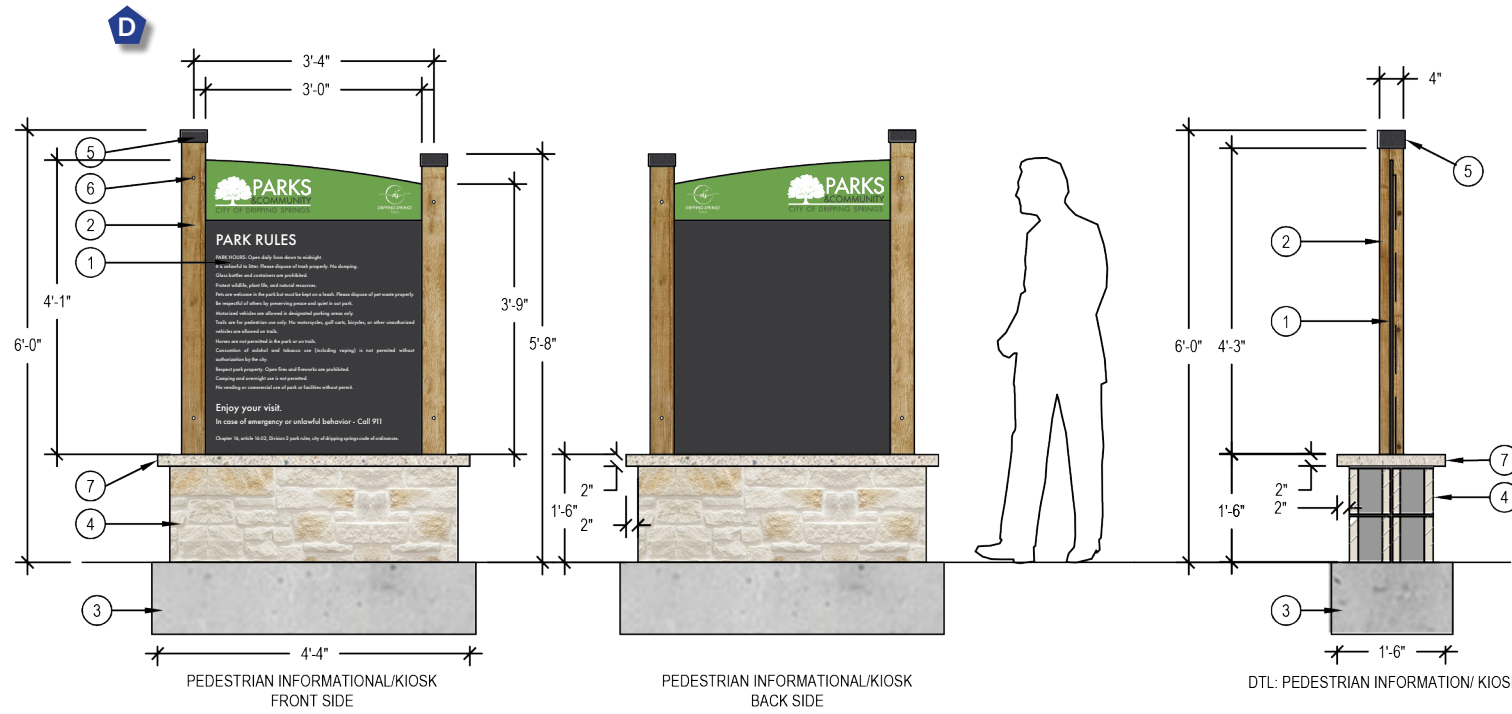 D
3'-4"
3'-0"
4"
5
6
2
1
4'-1"
6'-0"
PARKS
&COMMUNITY
CITY OF DRIPPING SPRINGS
DRIPPING SPRINGS
PARK RULES
PARK HOURS: Open daily from dawn to midnight.
It is unlawful to litter. Please dispose of trash properly. No dumping.
Glass bottles and containers are prohibited.
Protect wildlife, plant life, and natural resources.
Pets are welcome in the park but must be kept on a leash. Please dispose of pet waste properly.
Be respectful of others by preserving peace and quiet in out park.
Motorized vehicles are allowed in designated parking areas only.
Trails are for pedestrian use only. No motorcycles, golf carts, bicycles, or other unauthorized
vehicles are allowed on trails.
Horses are not permitted in the park or on trails.
Consumtion of aclohol and tobacco use (including vaping) is not permitted without
authorization by the city.
Respect park property. Open fires and fireworks are prohibited.
Camping and overnight use is not permitted.
No vending or commercial use of park or facilities without permit.
Enjoy your visit.
In case of emergency or unlawful behavior - Call 911
Chapter 16, article 16.02, Division 2 park rules, city of dripping springs code of ordinances.
3'-9"
5'-8"
7
4
3
4'-4"
PEDESTRIAN INFORMATIONAL/KIOSK
FRONT SIDE
DRIPPING SPRINGS
PARKS
&COMMUNITY
CITY OF DRIPPING SPRINGS
2"
1'-6"
2"
PEDESTRIAN INFORMATIONAL/KIOSK
BACK SIDE
5
2
1
6'-0"
4'-3"
7
2"
4
1'-6"
2"
3
1'-6"
DTL: PEDESTRIAN INFORMATION/ KIOS